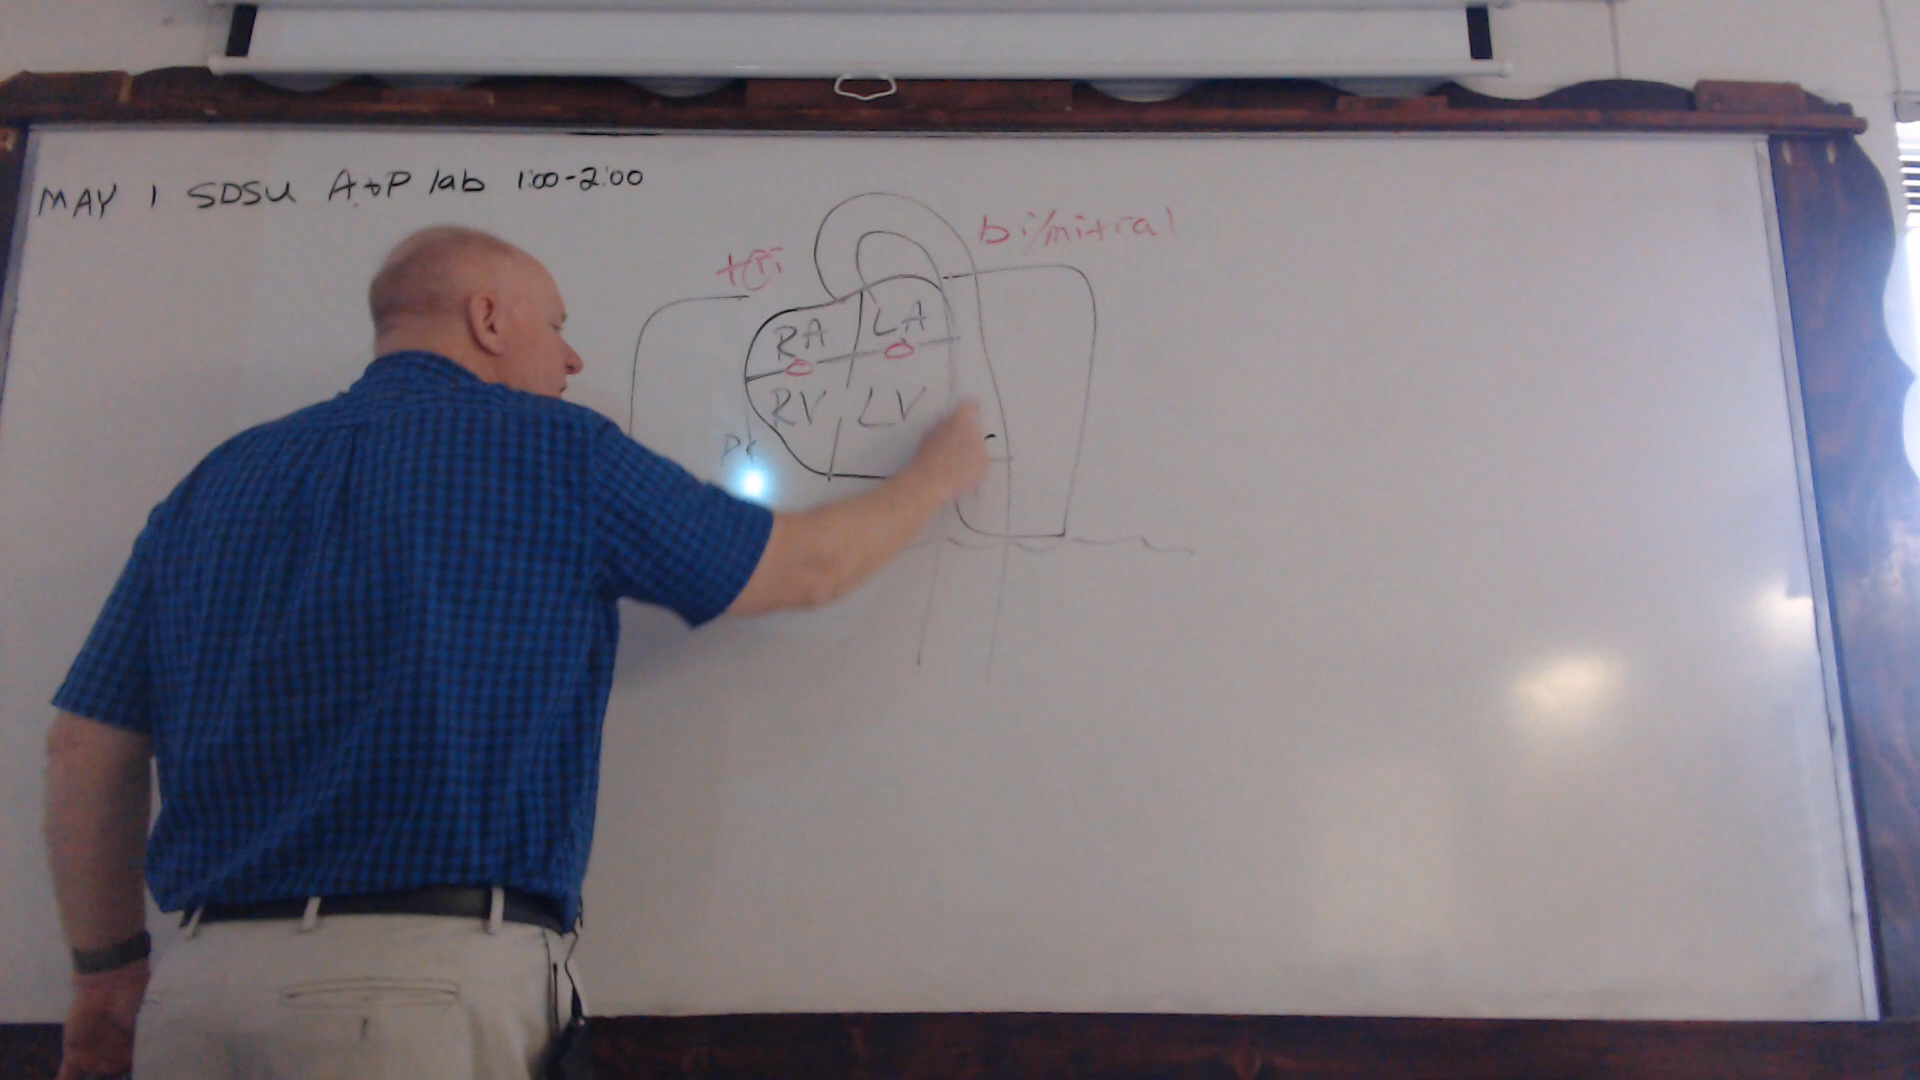 MAY 1 SDSU A+P lab 1:00-2:00
bi/mitral
tri
RA LA
RV LV